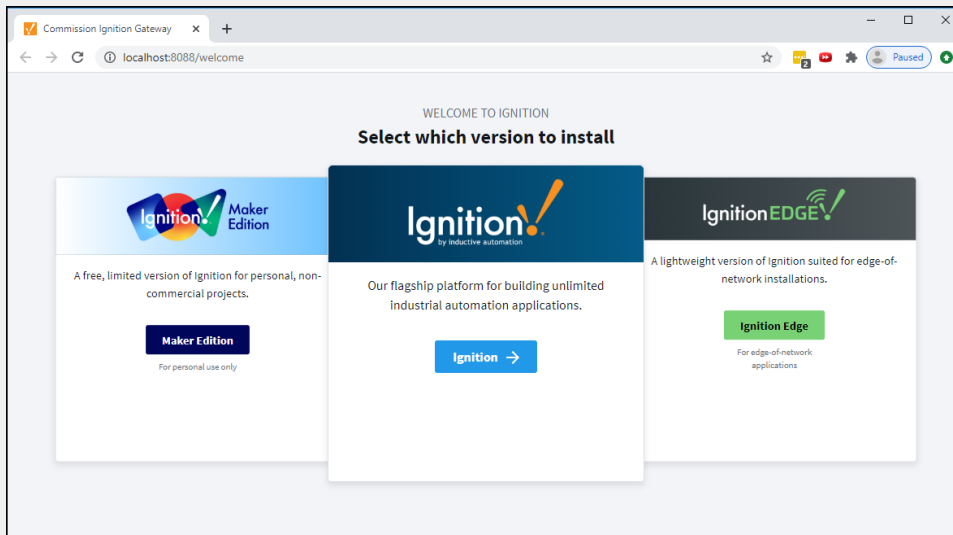 Commission Ignition Gateway
localhost:8088/welcome
2
Paused
WELCOME TO IGNITION
Select which version to install
Ignition! Maker
Edition
A free, limited version of Ignition for personal, non-
commercial projects.
Maker Edition
For personal use only
Ignition!
by inductive automation
Our flagship platform for building unlimited
industrial automation applications.
Ignition →
Ignition EDGE!
A lightweight version of Ignition suited for edge-of-
network installations.
Ignition Edge
For edge-of-network
applications